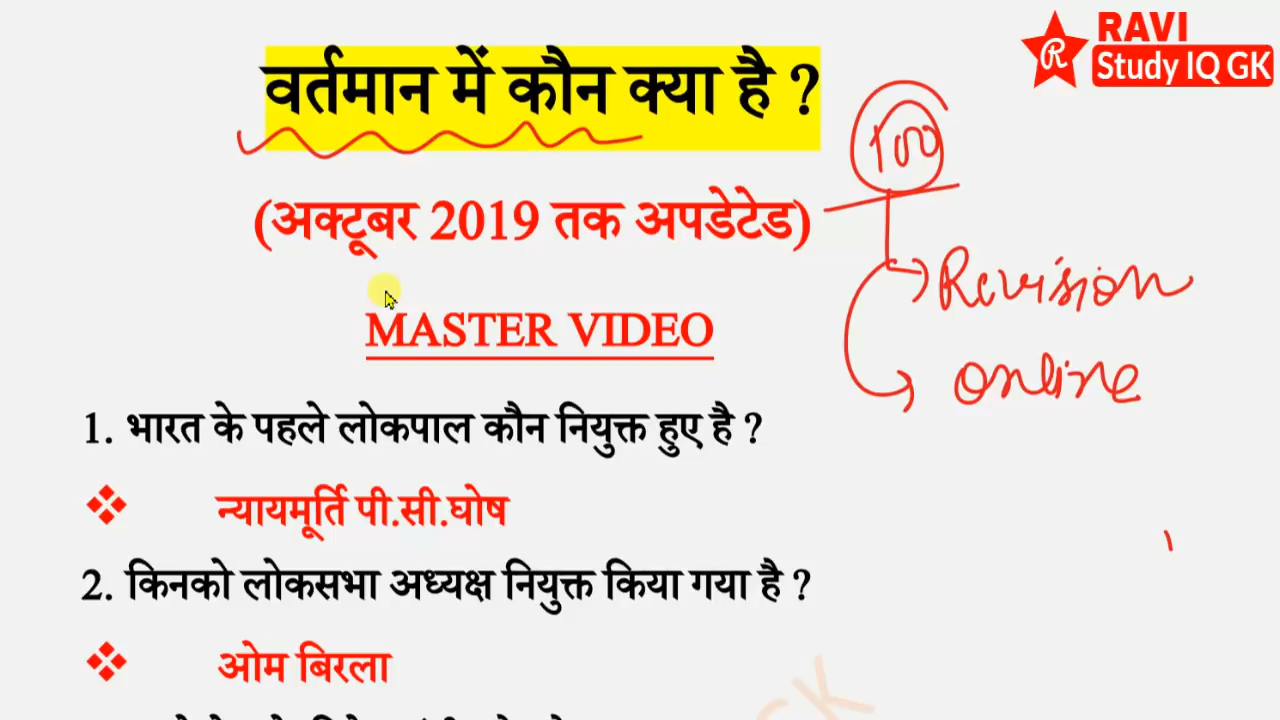 RAVI
Study IQ GK
R
वर्तमान में कौन क्या है ?
100
(अक्टूबर 2019 तक अपडेटेड)
Revision
MASTER VIDEO
online
1. भारत के पहले लोकपाल कौन नियुक्त हुए है ?
❖ न्यायमूर्ति पी.सी.घोष
2. किनको लोकसभा अध्यक्ष नियुक्त किया गया है ?
❖ ओम बिरला
GK